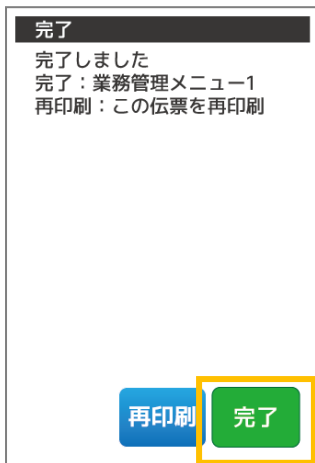 完了
完了しました
完了：業務管理メニュー1
再印刷：この伝票を再印刷
再印刷
完了